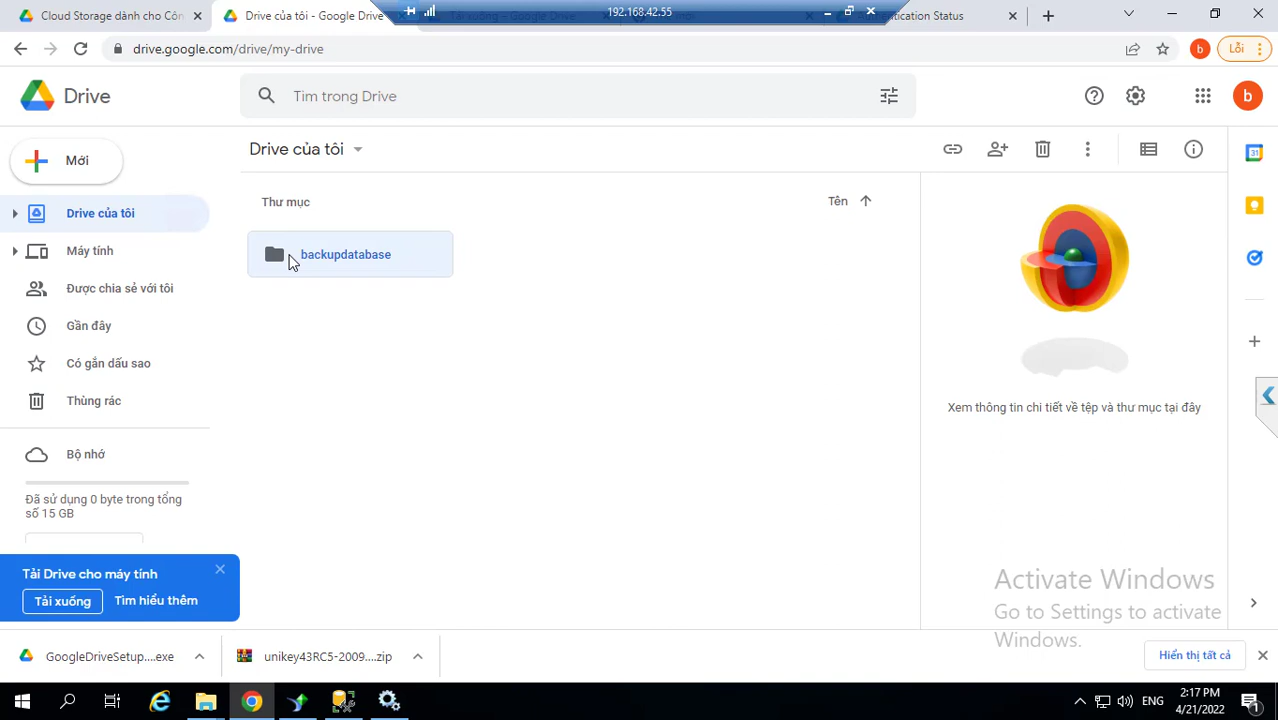 Cloud Storage dành cho Côn
Drive của tôi - Google Drive
192.168.42.55
Authentication Status
drive.google.com/drive/my-drive
b
Lỗi
Drive
Tìm trong Drive
b
Mới
Drive của tôi
31
Drive của tôi
Thư mục
Tên
Máy tính
backupdatabase
Được chia sẻ với tôi
Gần đây
Có gắn dấu sao
Thùng rác
Xem thông tin chi tiết về tệp và thư mục tại đây
Bộ nhớ
Đã sử dụng 0 byte trong tổng
số 15 GB
Tải Drive cho máy tính
Tải xuống
Tìm hiểu thêm
Activate Windows
Go to Settings to activate
Windows.
GoogleDriveSetup....exe
unikey43RC5-2009....zip
Hiển thị tất cả
ENG
2:17 PM
4/21/2022
1